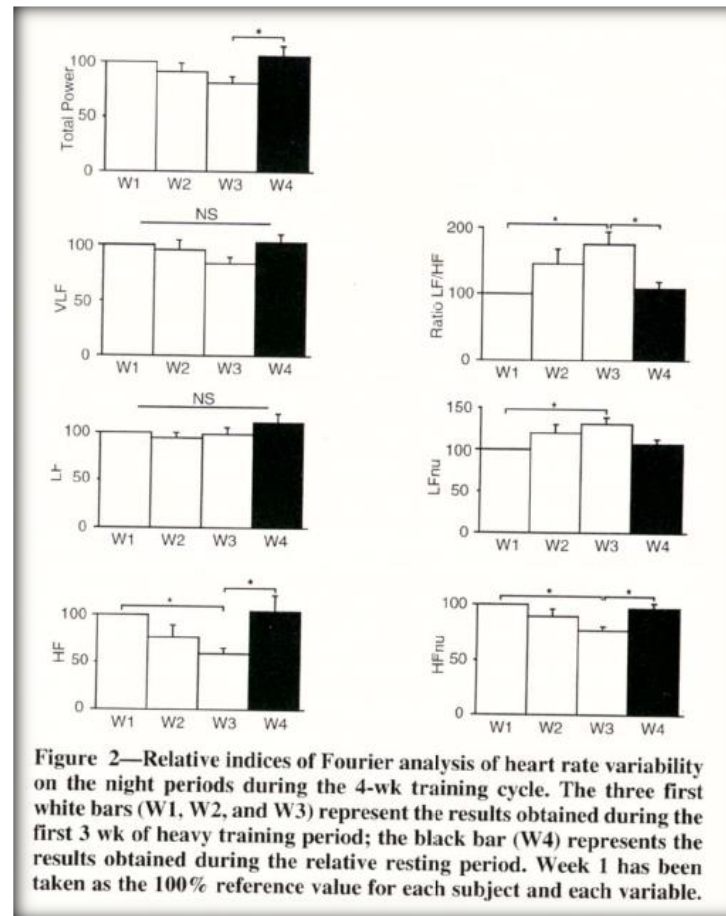 *
100
50
0
Total Power
W1 W2 W3 W4
NS
100
50
0
VLF
W1 W2 W3 W4
NS
100
50
0
LF
W1 W2 W3 W4
* *
100
50
0
HF
W1 W2 W3 W4
* *
200
100
0
Ratio LF/HF
W1 W2 W3 W4
*
150
100
50
0
LFnu
W1 W2 W3 W4
* *
100
50
0
HFnu
W1 W2 W3 W4
Figure 2—Relative indices of Fourier analysis of heart rate variability
on the night periods during the 4-wk training cycle. The three first
white bars (W1, W2, and W3) represent the results obtained during the
first 3 wk of heavy training period; the black bar (W4) represents the
results obtained during the relative resting period. Week 1 has been
taken as the 100% reference value for each subject and each variable.